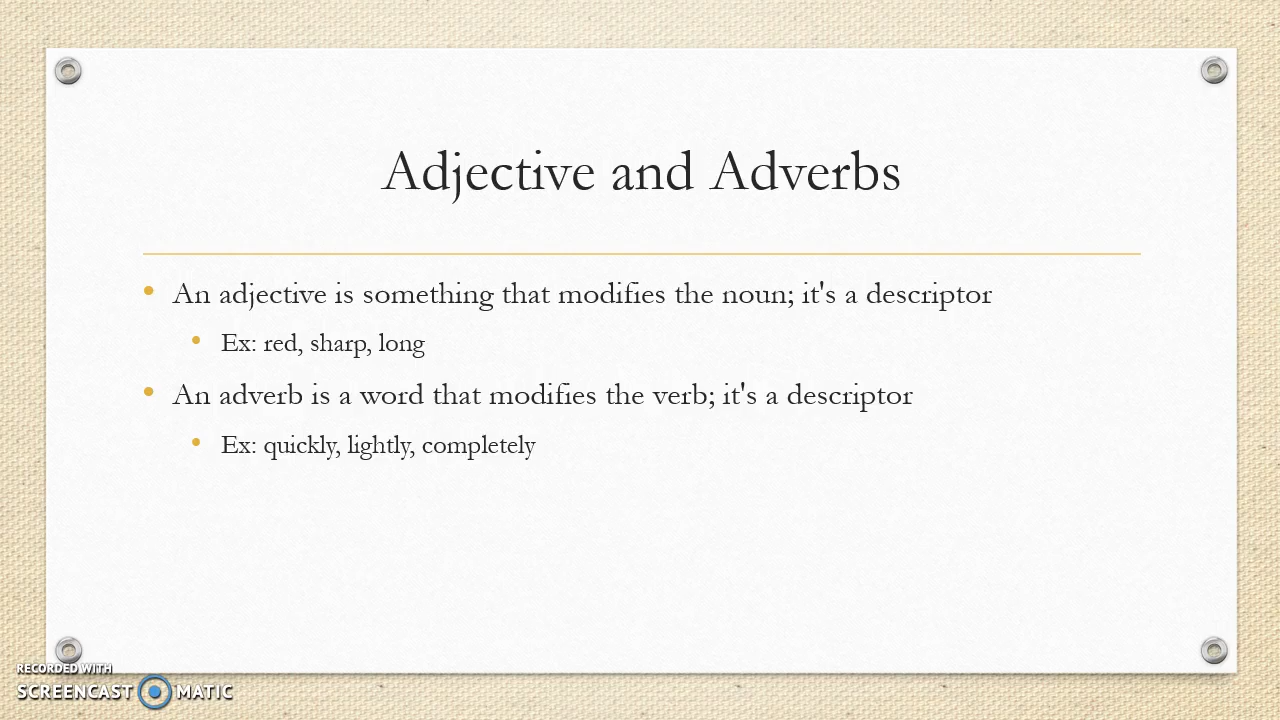 Adjective and Adverbs
An adjective is something that modifies the noun; it's a descriptor
Ex: red, sharp, long
An adverb is a word that modifies the verb; it's a descriptor
Ex: quickly, lightly, completely
RECORDED WITH
SCREENCAST MATIC